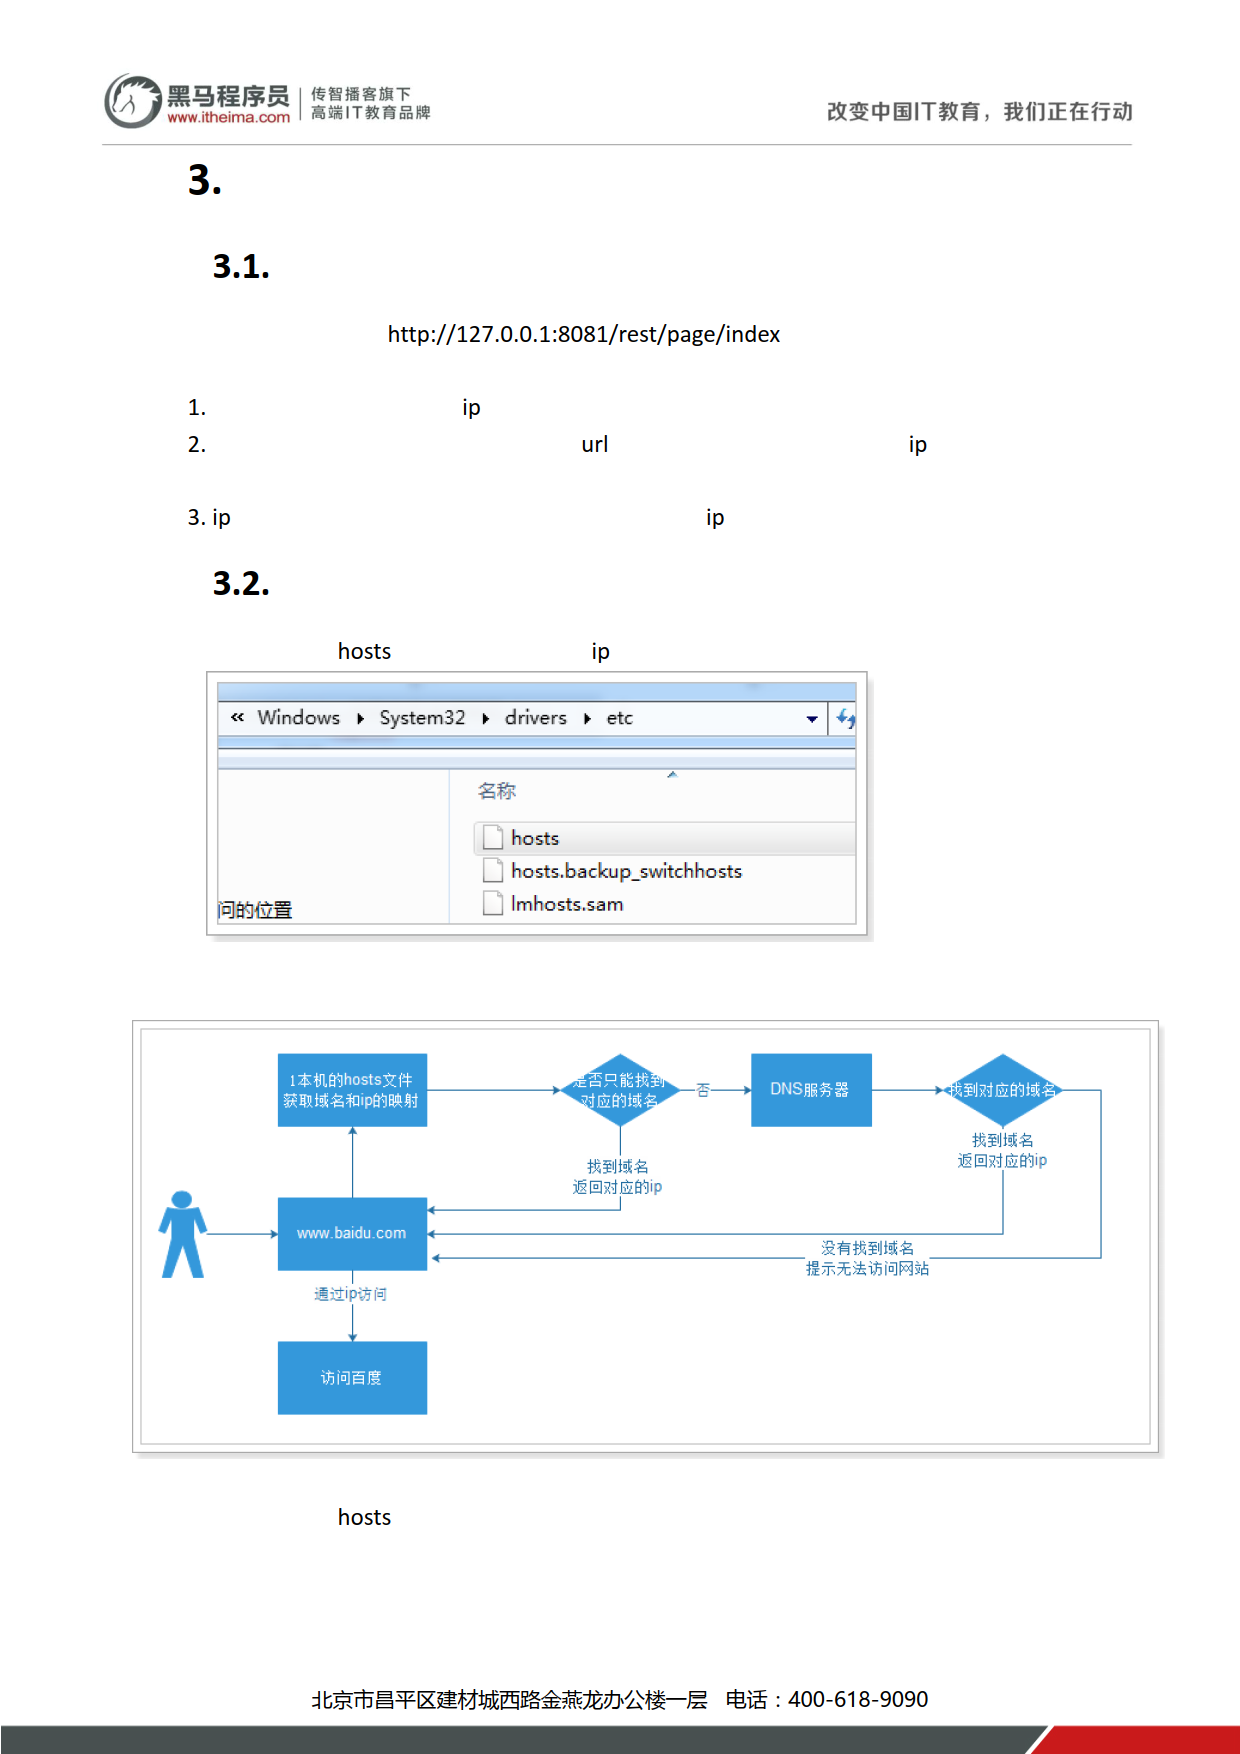 黑马程序员
www.itheima.com
传智播客旗下
高端IT教育品牌
改变中国IT教育，我们正在行动
3.
3.1.
http://127.0.0.1:8081/rest/page/index
1. ip
2. url ip
3. ip ip
3.2.
hosts ip
« Windows ▸ System32 ▸ drivers ▸ etc
名称
hosts
hosts.backup_switchhosts
lmhosts.sam
问的位置
1本机的hosts文件
获取域名和ip的映射
是否只能找到
对应的域名
否
DNS服务器
找到对应的域名
找到域名
返回对应的ip
找到域名
返回对应的ip
www.baidu.com
没有找到域名
提示无法访问网站
通过ip访问
访问百度
hosts
北京市昌平区建材城西路金燕龙办公楼一层 电话：400-618-9090